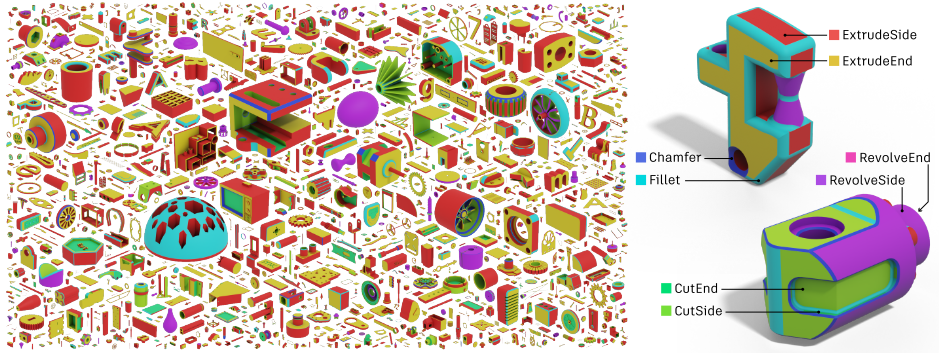 ExtrudeSide
ExtrudeEnd
Chamfer
Fillet
RevolveEnd
RevolveSide
CutEnd
CutSide